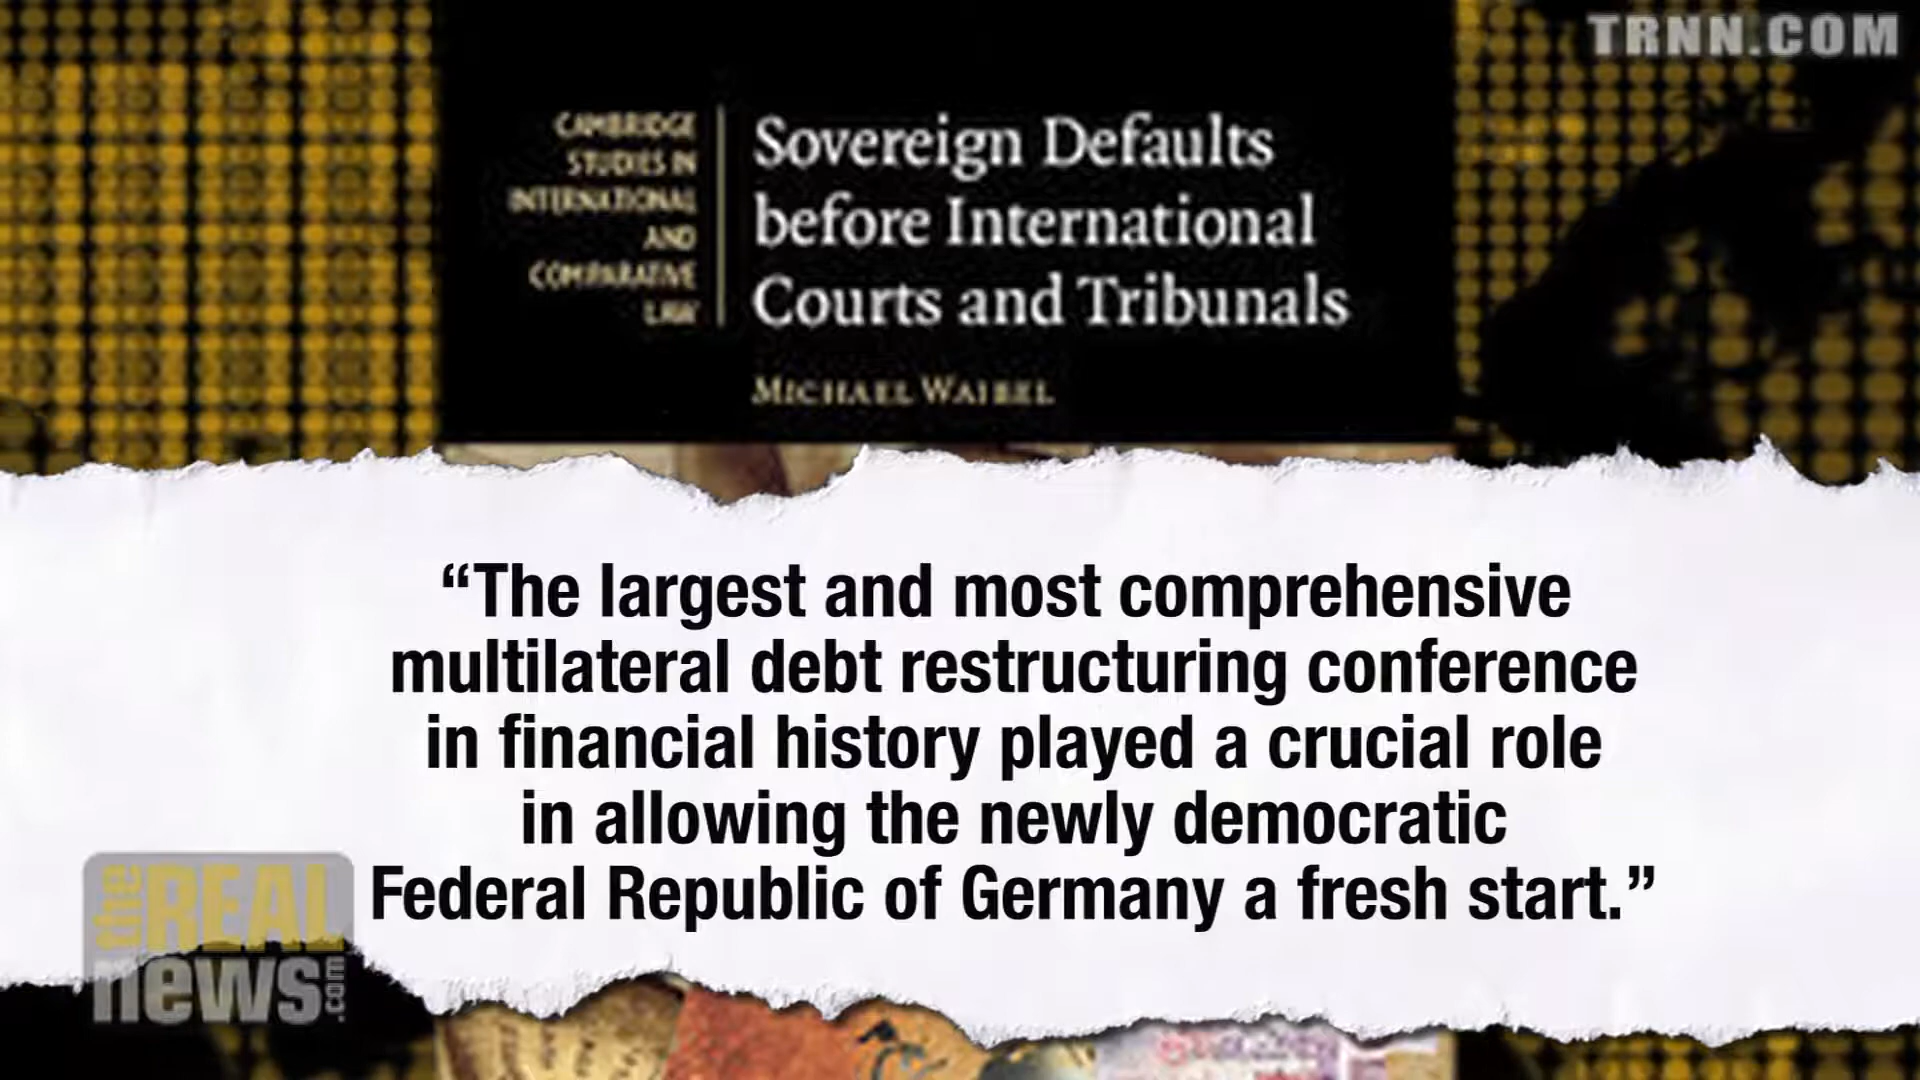 TRNN.COM
CAMBRIDGE
STUDIES IN
INTERNATIONAL
AND
COMPARATIVE
LAW
Sovereign Defaults
before International
Courts and Tribunals
MICHAEL WAIBEL
“The largest and most comprehensive
multilateral debt restructuring conference
in financial history played a crucial role
in allowing the newly democratic
Federal Republic of Germany a fresh start.”
the REAL
news.com